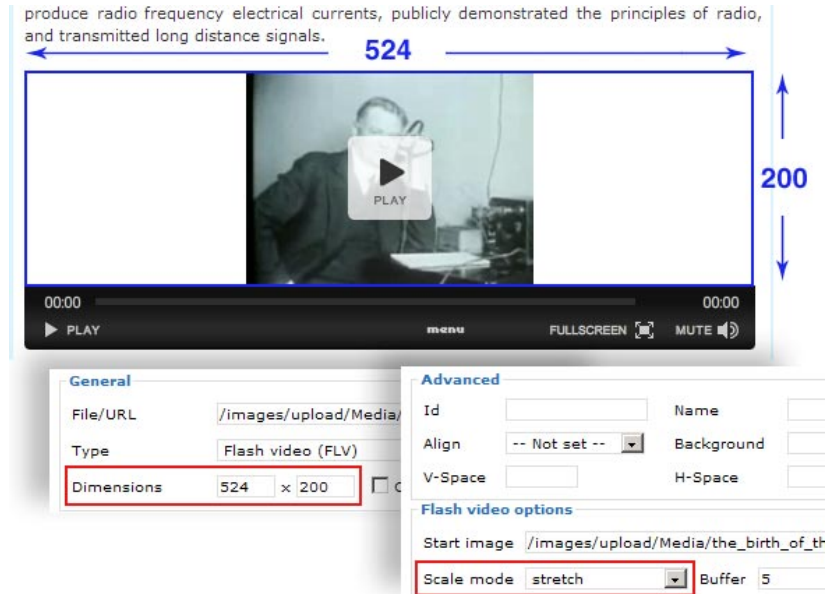 produce radio frequency electrical currents, publicly demonstrated the principles of radio,
and transmitted long distance signals.
524
200
PLAY
00:00 00:00
PLAY menu FULLSCREEN MUTE
General
File/URL /images/upload/Media/
Type Flash video (FLV)
Dimensions 524 x 200
Advanced
Id Name
Align -- Not set -- Background
V-Space H-Space
Flash video options
Start image /images/upload/Media/the_birth_of_th
Scale mode stretch Buffer 5